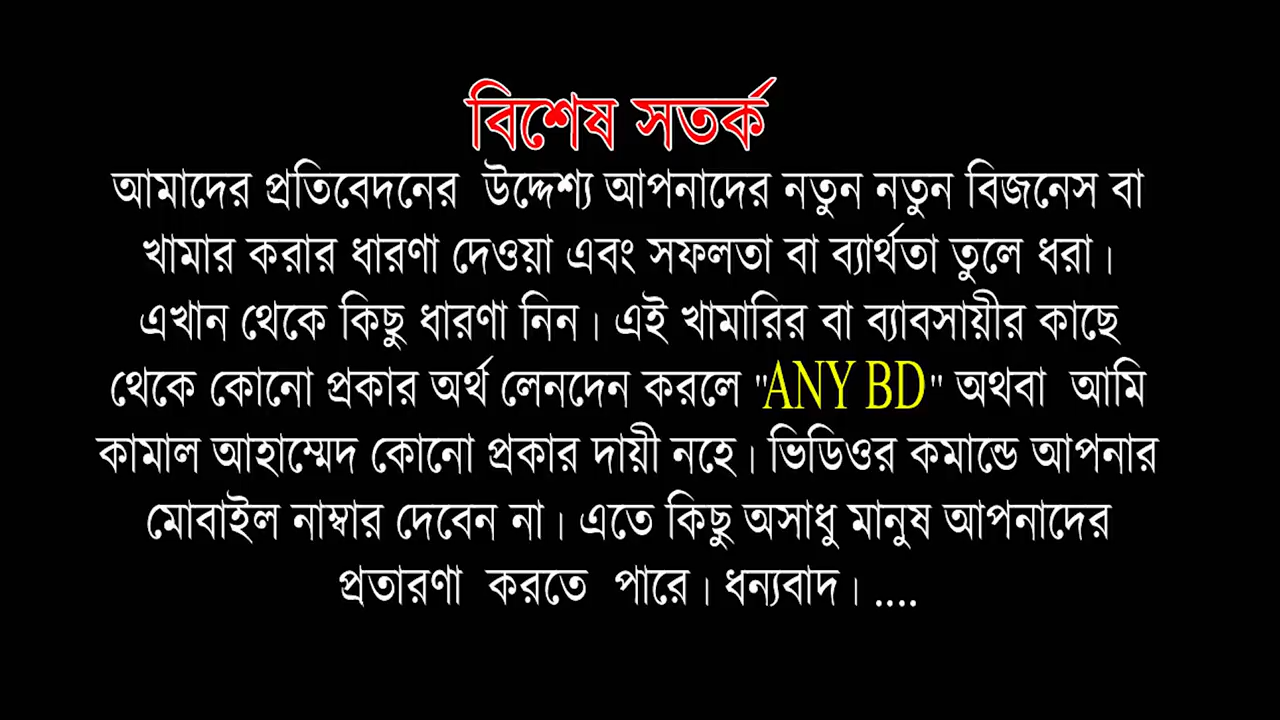 বিশেষ সতর্ক
আমাদের প্রতিবেদনের উদ্দেশ্য আপনাদের নতুন নতুন বিজনেস বা
খামার করার ধারণা দেওয়া এবং সফলতা বা ব্যার্থতা তুলে ধরা।
এখান থেকে কিছু ধারণা নিন। এই খামারির বা ব্যাবসায়ীর কাছে
থেকে কোনো প্রকার অর্থ লেনদেন করলে "ANY BD" অথবা আমি
কামাল আহাম্মেদ কোনো প্রকার দায়ী নহে। ভিডিওর কমান্ডে আপনার
মোবাইল নাম্বার দেবেন না। এতে কিছু অসাধু মানুষ আপনাদের
প্রতারণা করতে পারে। ধন্যবাদ। ....